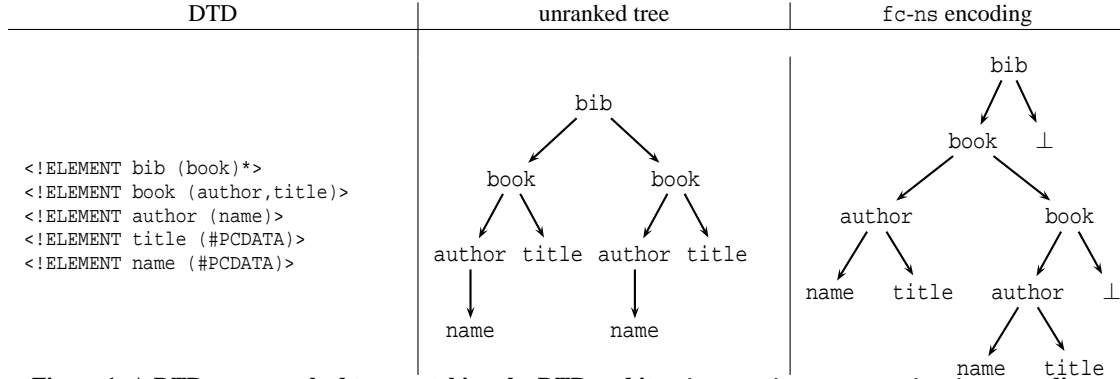 DTD unranked tree fc-ns encoding
bib
bib
book ⊥
<!ELEMENT bib (book)*>
<!ELEMENT book (author,title)>
<!ELEMENT author (name)>
<!ELEMENT title (#PCDATA)>
<!ELEMENT name (#PCDATA)>
book book
author book
author title author title
name title author ⊥
name name
name title